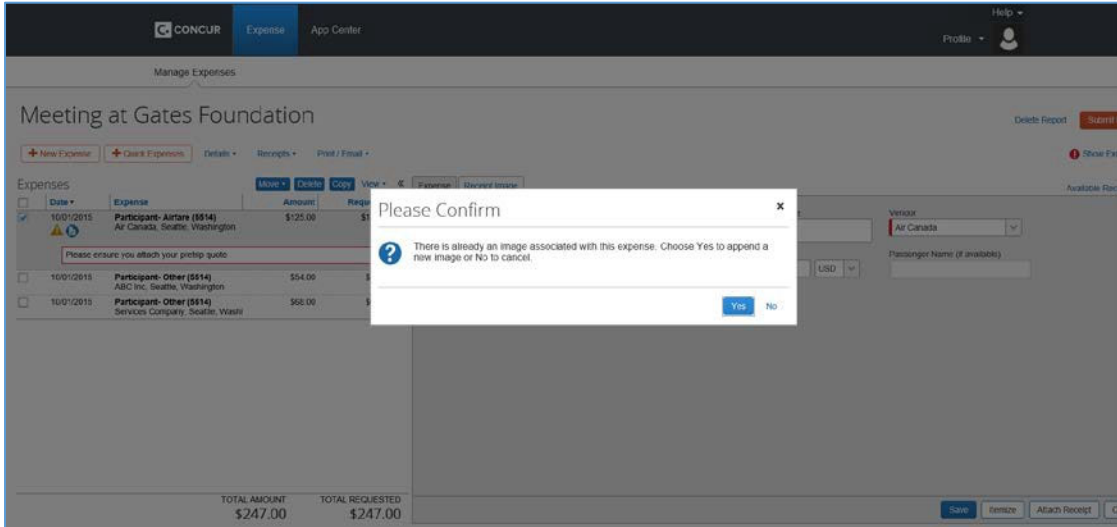 Help
CONCUR
Expense
App Center
Profile
Manage Expenses
Meeting at Gates Foundation
Delete Report
Submit
New Expense
Quick Expenses
Details
Receipts
Print / Email
Expenses
Move
Delete
Copy
View
Expense
Receipt Image
Date
Expense
Amount
10/01/2015
Participant- Airfare (5514)
$125.00
Air Canada, Seattle, Washington
Please ensure you attach your pretrip quote
10/01/2015
Participant- Other (5514)
$54.00
ABC Inc, Seattle, Washington
10/01/2015
Participant- Other (5514)
$68.00
Please Confirm
x
There is already an image associated with this expense. Choose Yes to append a
new image or No to cancel.
Yes
No
Vendor
Air Canada
USD
Passenger Name (if available)
TOTAL AMOUNT
TOTAL REQUESTED
$247.00
$247.00
Save
Itemize
Attach Receipt